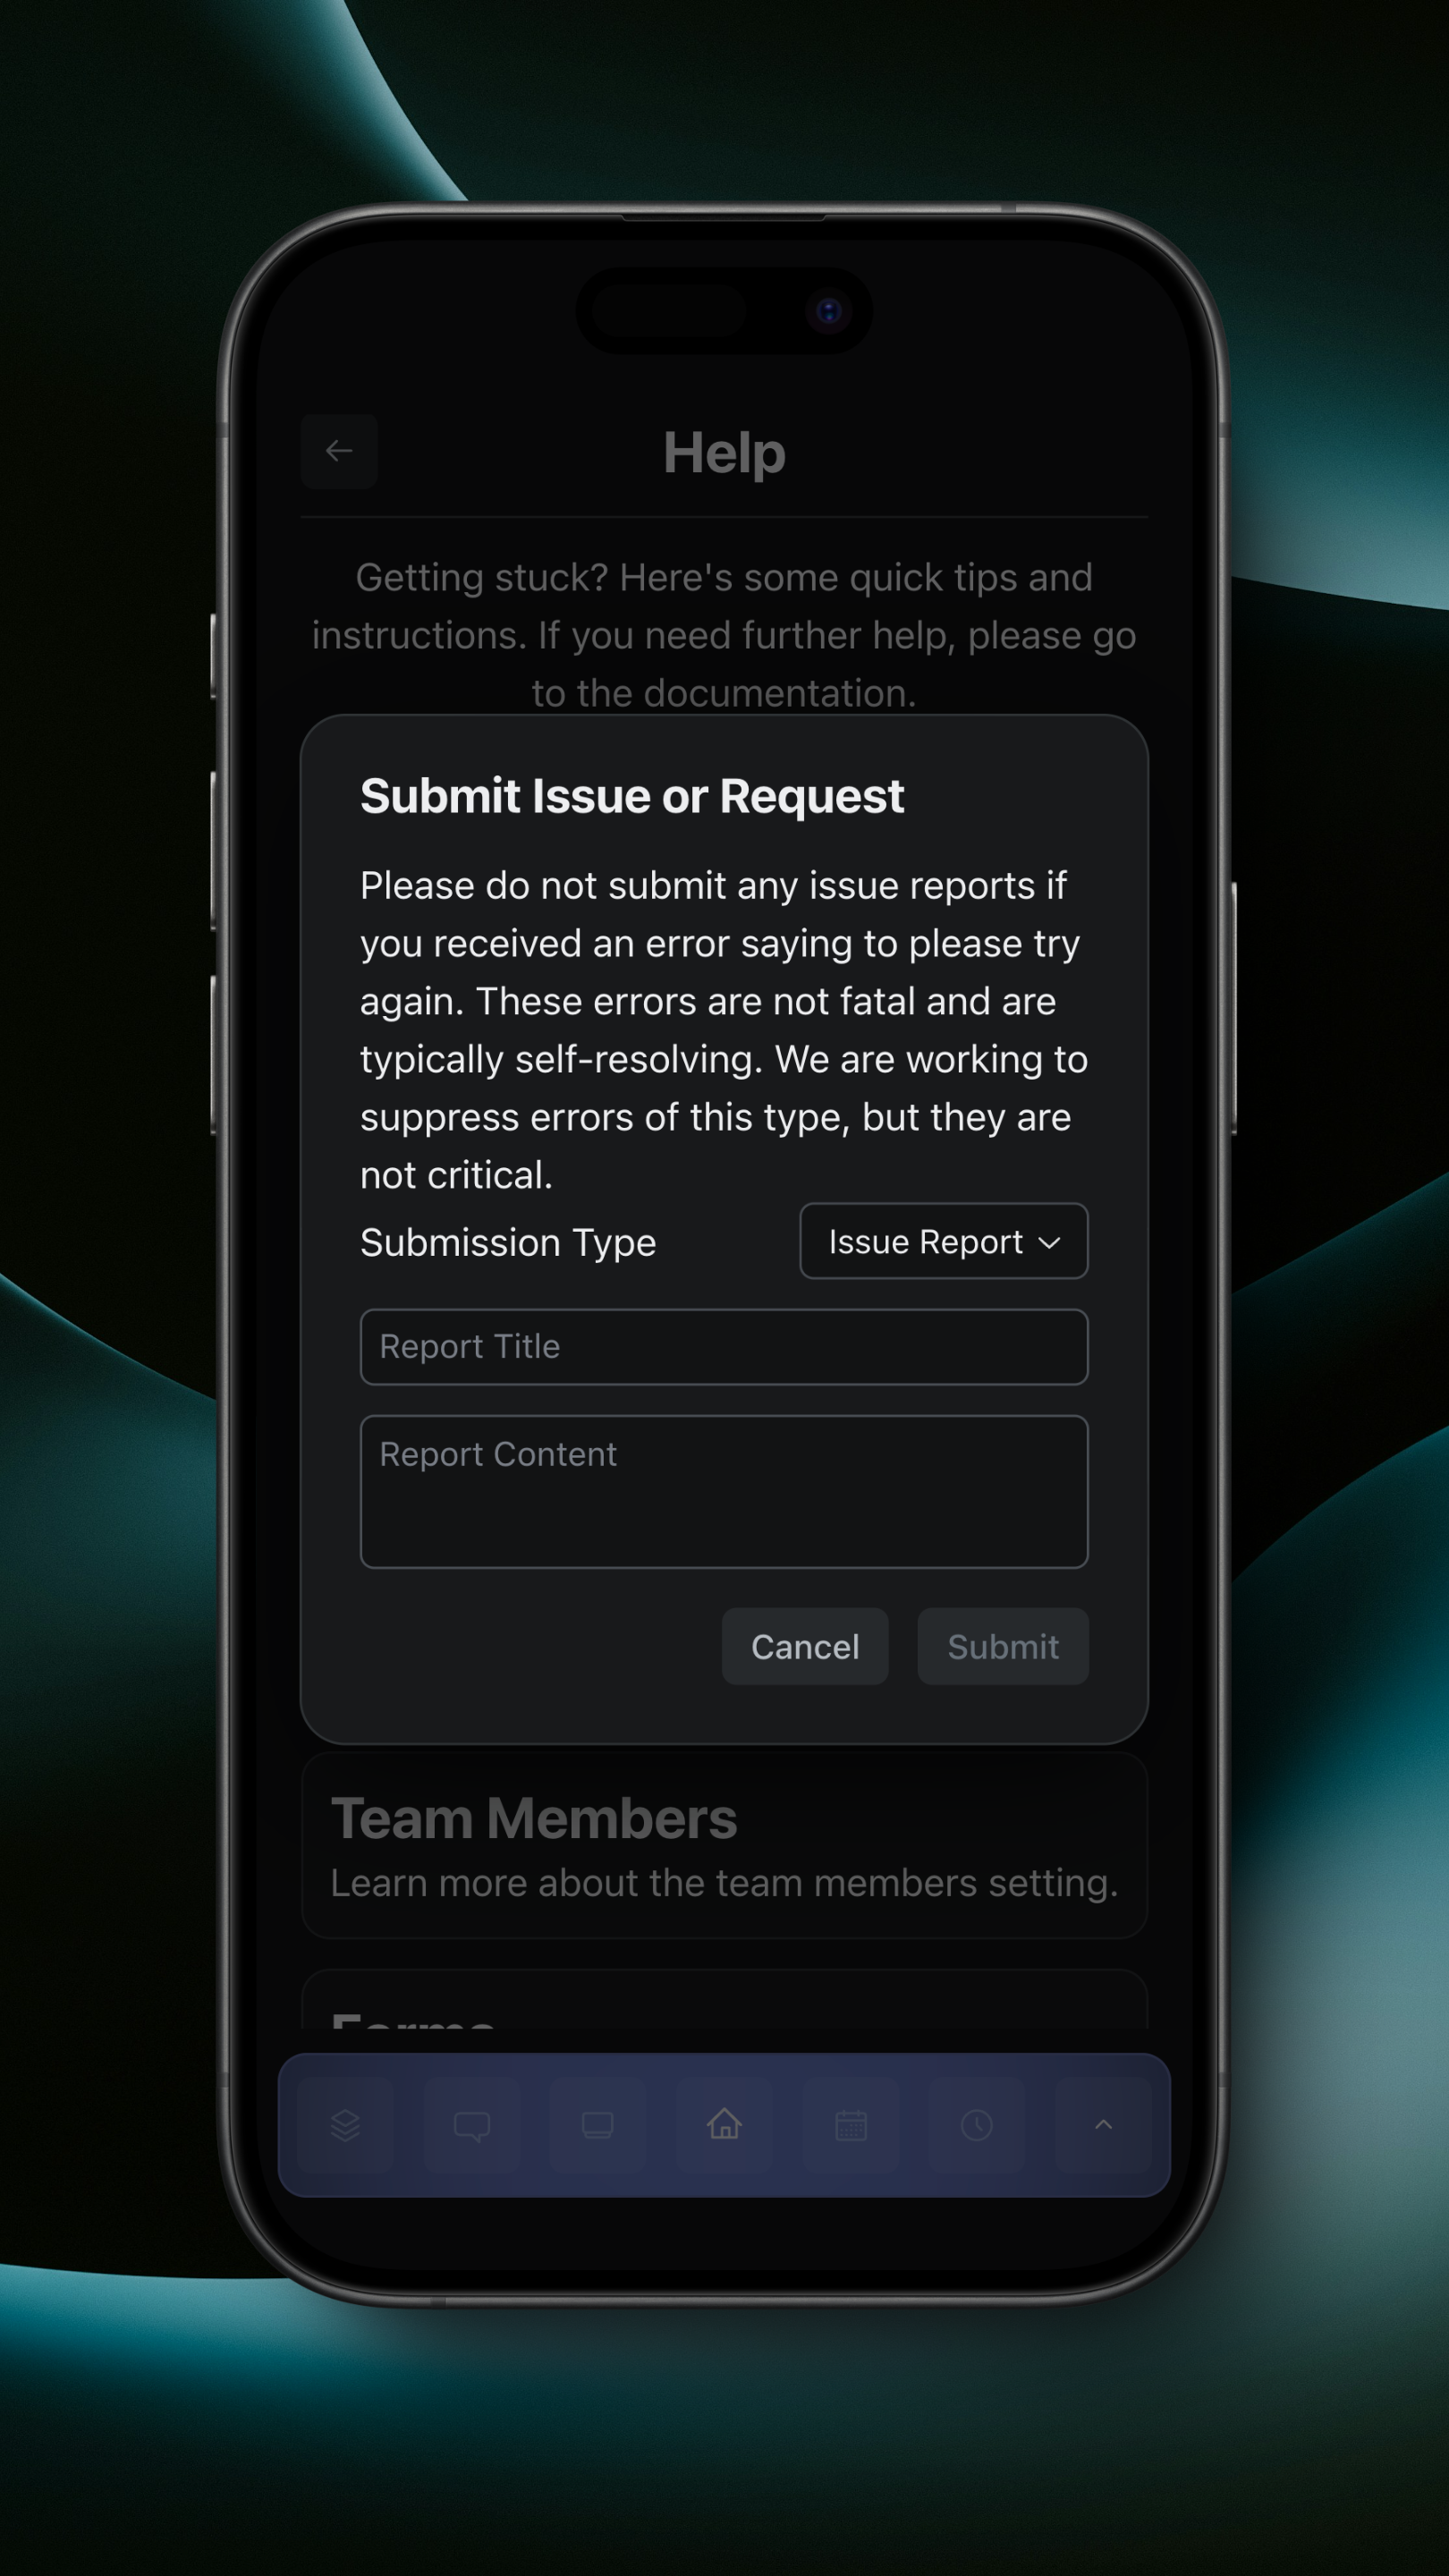 Help
Getting stuck? Here's some quick tips and
instructions. If you need further help, please go
to the documentation.
Submit Issue or Request
Please do not submit any issue reports if
you received an error saying to please try
again. These errors are not fatal and are
typically self-resolving. We are working to
suppress errors of this type, but they are
not critical.
Submission Type
Issue Report
Report Title
Report Content
Cancel
Submit
Team Members
Learn more about the team members setting.
Forms